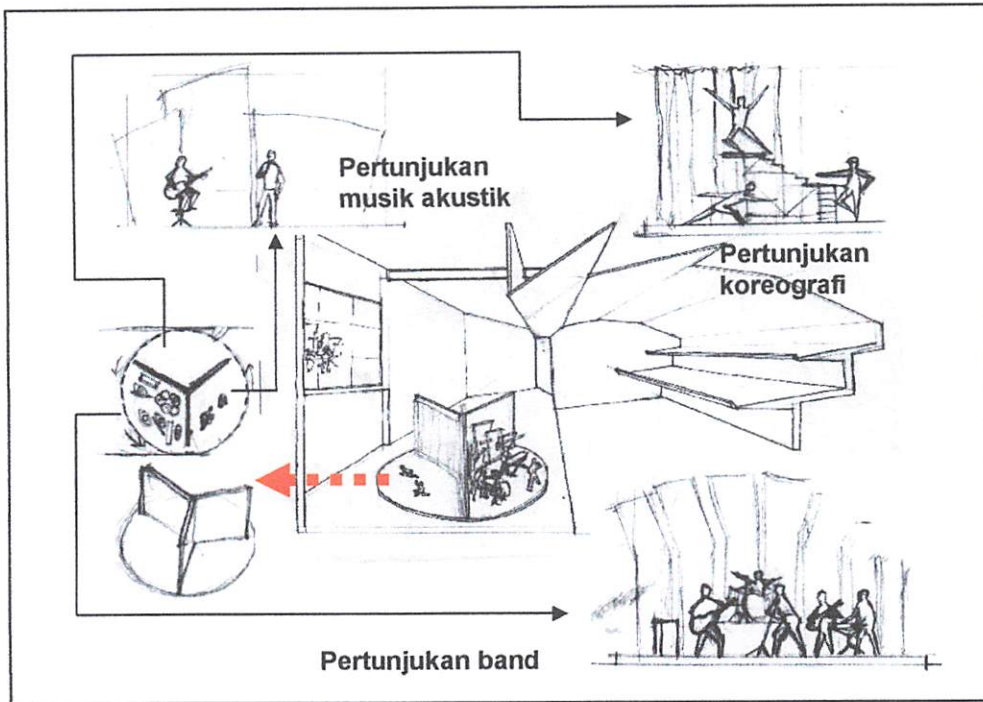 Pertunjukan
musik akustik
Pertunjukan
koreografi
Pertunjukan band